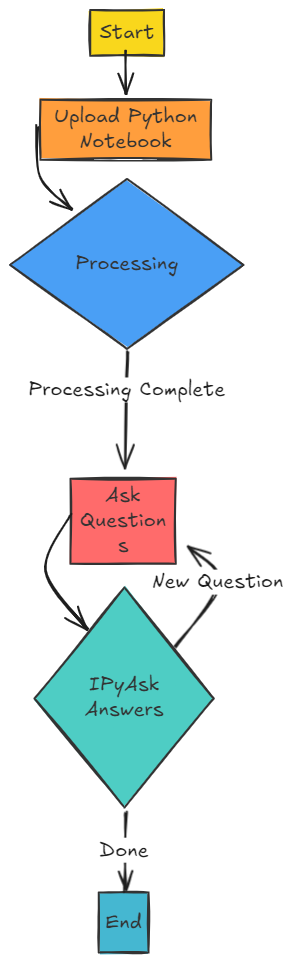 Start
Upload Python
Notebook
Processing
Processing Complete
Ask
Question
s
New Question
IPyAsk
Answers
Done
End